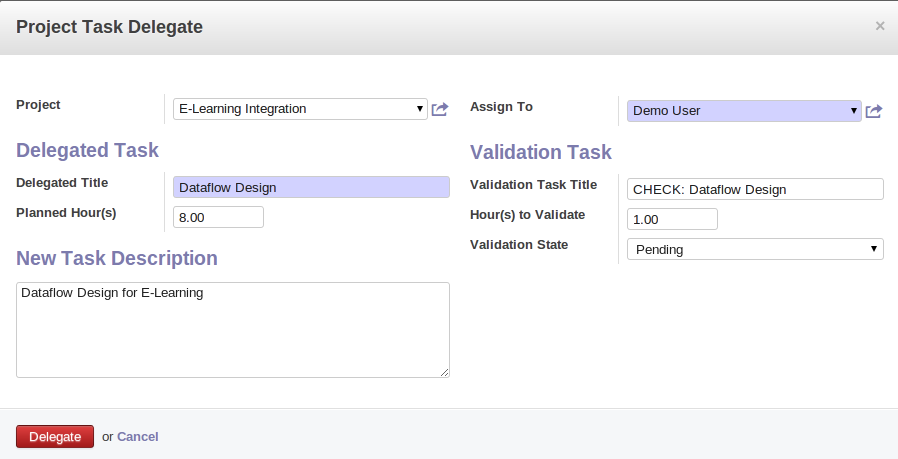 Project Task Delegate
×
Project
E-Learning Integration
Assign To
Demo User
Delegated Task
Delegated Title
Dataflow Design
Planned Hour(s)
8.00
Validation Task
Validation Task Title
CHECK: Dataflow Design
Hour(s) to Validate
1.00
Validation State
Pending
New Task Description
Dataflow Design for E-Learning
Delegate or Cancel